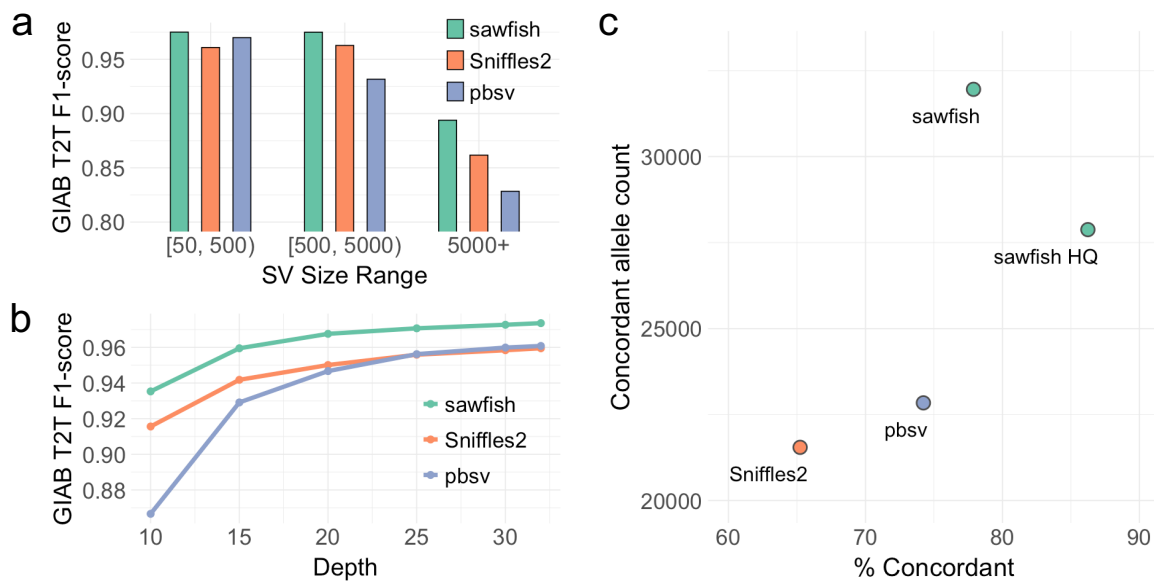 a
GIAB T2T F1-score
0.95
0.90
0.85
0.80
[50, 500)
[500, 5000)
5000+
SV Size Range
sawfish
Sniffles2
pbsv
b
GIAB T2T F1-score
0.96
0.94
0.92
0.90
0.88
10
15
20
25
30
Depth
sawfish
Sniffles2
pbsv
c
Concordant allele count
30000
25000
20000
60
70
80
90
% Concordant
sawfish
sawfish HQ
pbsv
Sniffles2